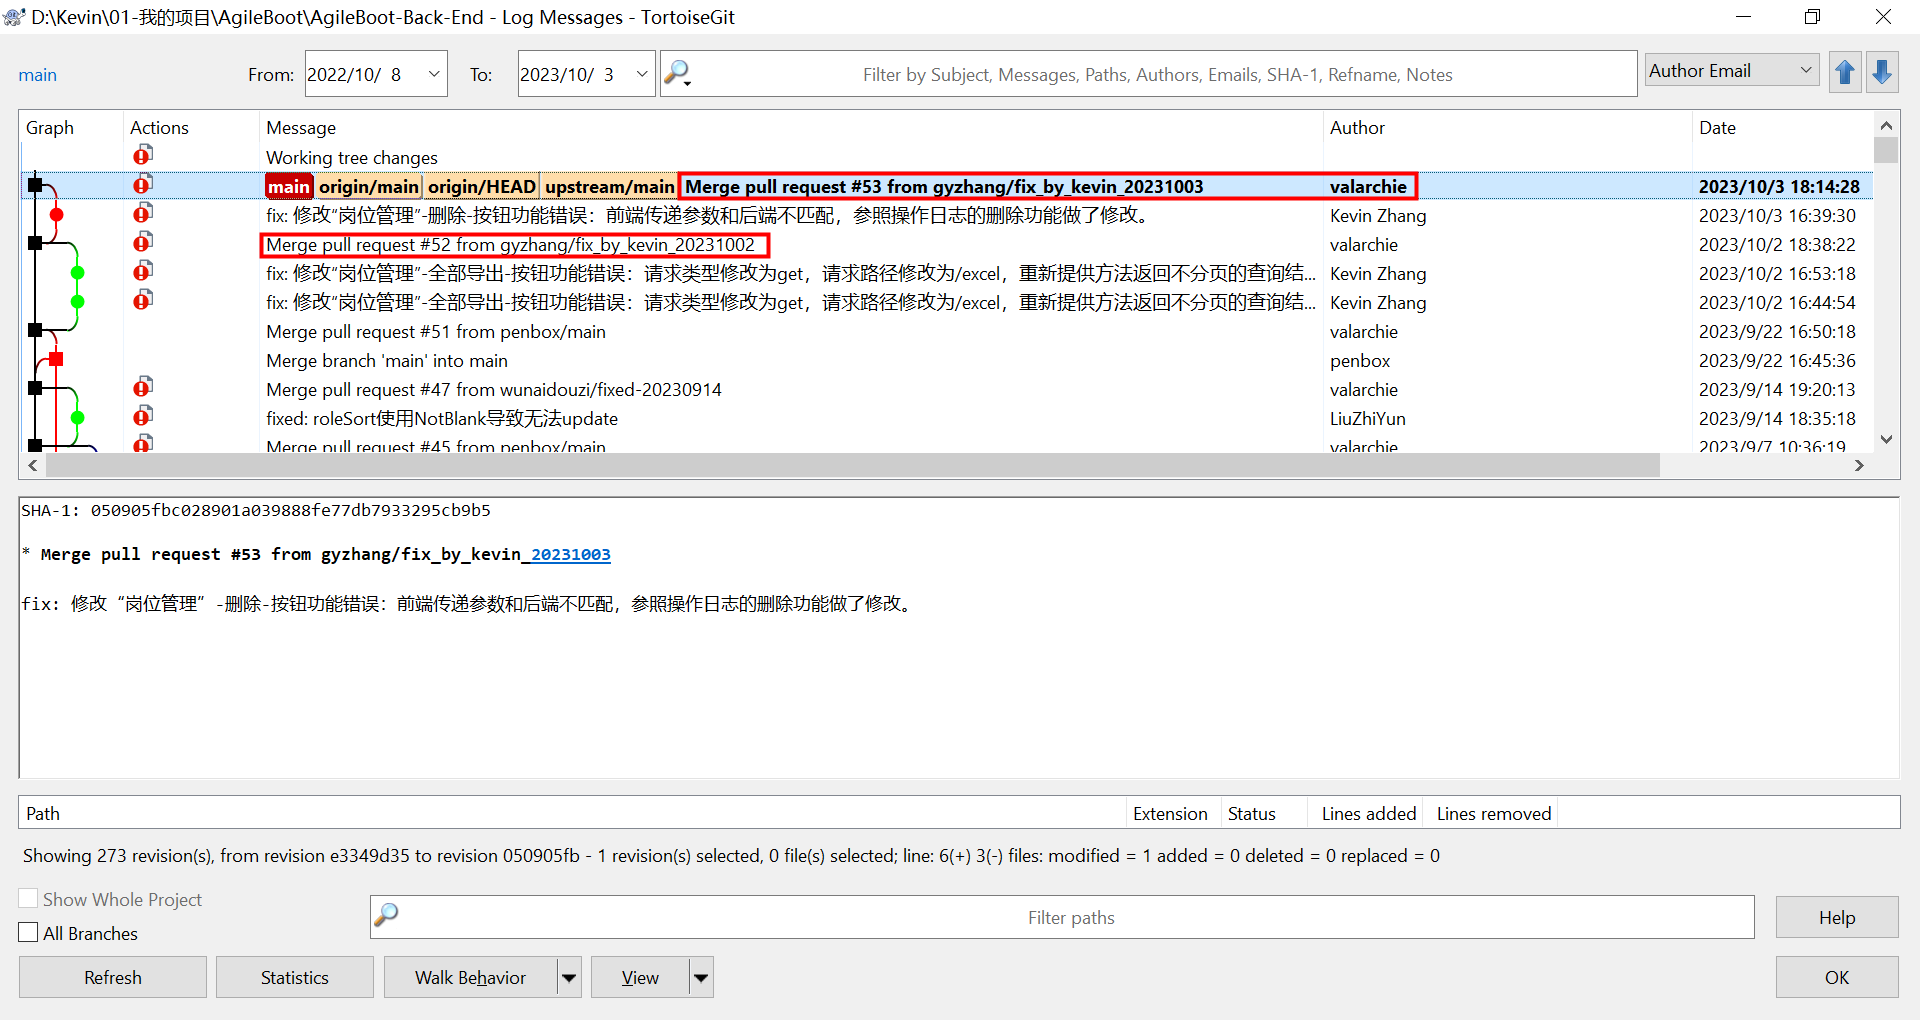 D:\Kevin\01-我的项目\AgileBoot\AgileBoot-Back-End - Log Messages - TortoiseGit
main From: 2022/10/ 8 To: 2023/10/ 3 Filter by Subject, Messages, Paths, Authors, Emails, SHA-1, Refname, Notes Author Email
Graph Actions Message Author Date
Working tree changes
main origin/main origin/HEAD upstream/main Merge pull request #53 from gyzhang/fix_by_kevin_20231003 valarchie 2023/10/3 18:14:28
fix: 修改“岗位管理”-删除-按钮功能错误：前端传递参数和后端不匹配，参照操作日志的删除功能做了修改。 Kevin Zhang 2023/10/3 16:39:30
Merge pull request #52 from gyzhang/fix_by_kevin_20231002 valarchie 2023/10/2 18:38:22
fix: 修改“岗位管理”-全部导出-按钮功能错误：请求类型修改为get，请求路径修改为/excel，重新提供方法返回不分页的查询结... Kevin Zhang 2023/10/2 16:53:18
fix: 修改“岗位管理”-全部导出-按钮功能错误：请求类型修改为get，请求路径修改为/excel，重新提供方法返回不分页的查询结... Kevin Zhang 2023/10/2 16:44:54
Merge pull request #51 from penbox/main valarchie 2023/9/22 16:50:18
Merge branch 'main' into main penbox 2023/9/22 16:45:36
Merge pull request #47 from wunaidouzi/fixed-20230914 valarchie 2023/9/14 19:20:13
fixed: roleSort使用NotBlank导致无法update LiuZhiYun 2023/9/14 18:35:18
Merge pull request #45 from penbox/main valarchie 2023/9/7 10:36:19
SHA-1: 050905fbc028901a039888fe77db7933295cb9b5
* Merge pull request #53 from gyzhang/fix_by_kevin_20231003
fix: 修改“岗位管理”-删除-按钮功能错误：前端传递参数和后端不匹配，参照操作日志的删除功能做了修改。
Path Extension Status Lines added Lines removed
Showing 273 revision(s), from revision e3349d35 to revision 050905fb - 1 revision(s) selected, 0 file(s) selected; line: 6(+) 3(-) files: modified = 1 added = 0 deleted = 0 replaced = 0
Show Whole Project
All Branches
Filter paths Help
Refresh Statistics Walk Behavior View OK